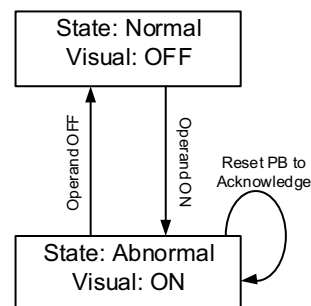 State: Normal
Visual: OFF
Operand OFF
Operand ON
Reset PB to
Acknowledge
State: Abnormal
Visual: ON